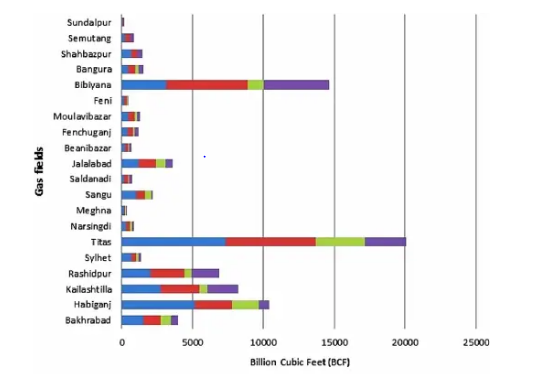 Sundalpur
Semutang
Shahbazpur
Bangura
Bibiyana
Feni
Moulavibazar
Fenchuganj
Beanibazar
Jalalabad
Saldanadi
Sangu
Meghna
Narsingdi
Titas
Sylhet
Rashidpur
Kailashtilla
Habiganj
Bakhrabad
Gas fields
0 5000 10000 15000 20000 25000
Billion Cubic Feet (BCF)